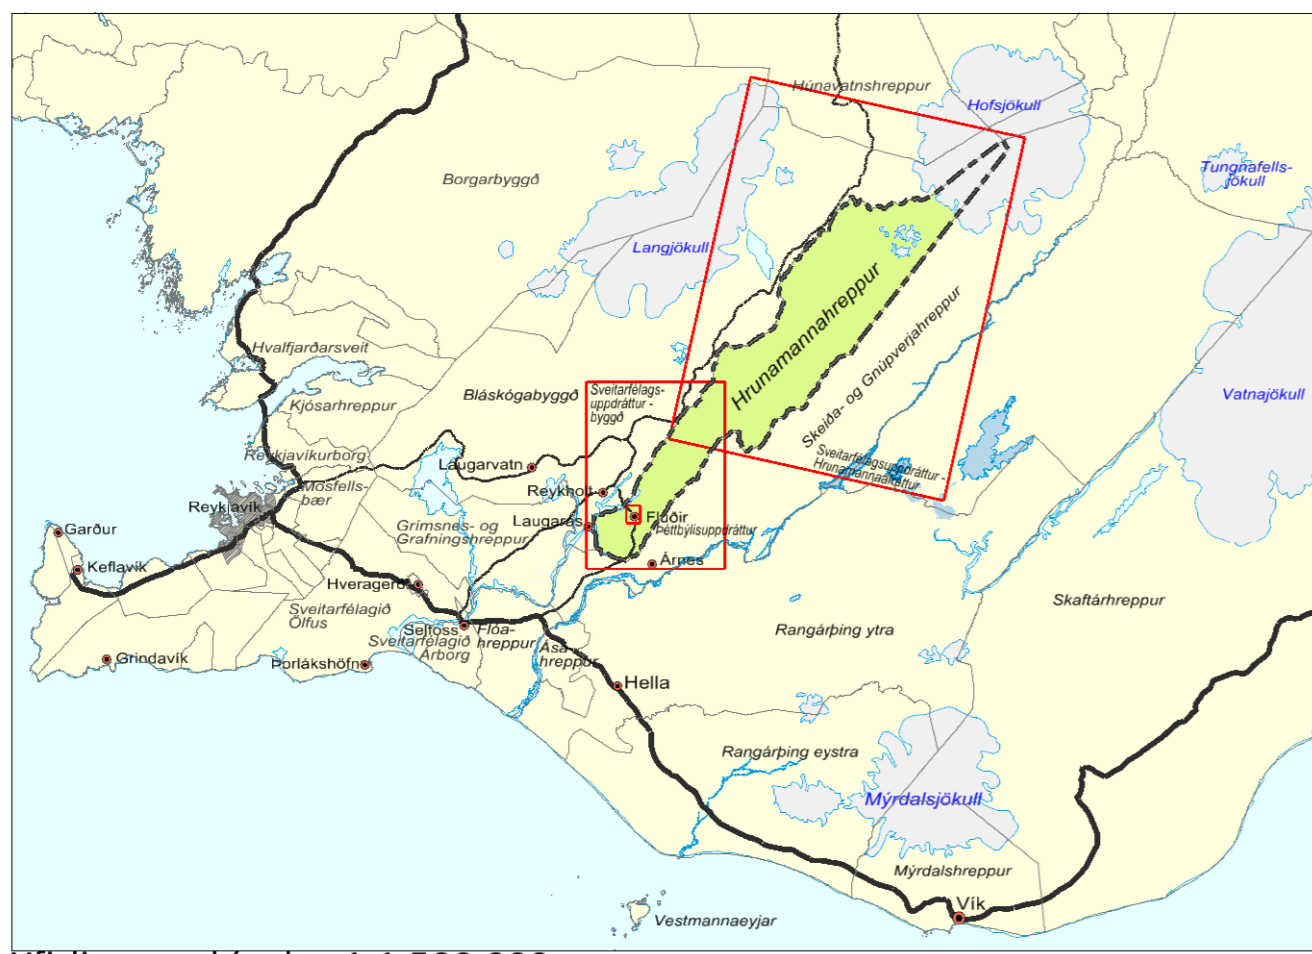 Húnavatnshreppur
Hofsjökull
Tungnafells-
jökull
Borgarbyggð
Langjökull
Hrunamannahreppur
Skeiða- og Gnúpverjahreppur
Hvalfjarðarsveit
Kjósarhreppur
Bláskógabyggð
Sveitarfélags-
uppdráttur -
byggð
Vatnajökull
Reykjavíkurborg
Mosfells-
bær
Laugarvatn
Sveitarfélagsuppdráttur -
Hrunamannaafréttur
Reykholt
Reykjavík
Grímsnes- og
Grafningshreppur
Laugarás
Flúðir
Þéttbýlisuppdráttur
Garður
Keflavík
Árnes
Hveragerði
Sveitarfélagið
Ölfus
Skaftárhreppur
Selfoss
Flóa-
hreppur
Sveitarfélagið
Árborg
Ása-
hreppur
Rangárþing ytra
Grindavík
Þorlákshöfn
Hella
Rangárþing eystra
Mýrdalsjökull
Mýrdalshreppur
Vík
Vestmannaeyjar